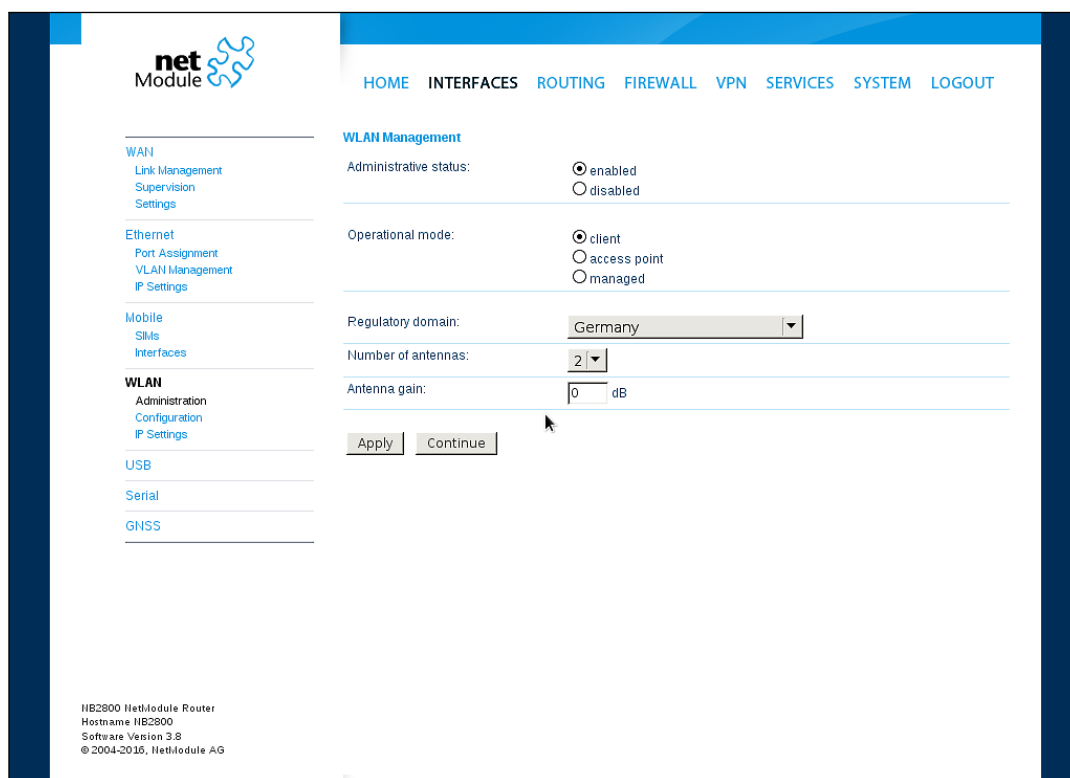 net
Module
HOME INTERFACES ROUTING FIREWALL VPN SERVICES SYSTEM LOGOUT
WAN
Link Management
Supervision
Settings
Ethernet
Port Assignment
VLAN Management
IP Settings
Mobile
SIMs
Interfaces
WLAN
Administration
Configuration
IP Settings
USB
Serial
GNSS
WLAN Management
Administrative status:
enabled
disabled
Operational mode:
client
access point
managed
Regulatory domain: Germany
Number of antennas: 2
Antenna gain: 0 dB
Apply Continue
NB2800 NetModule Router
Hostname NB2800
Software Version 3.8
© 2004-2016, NetModule AG